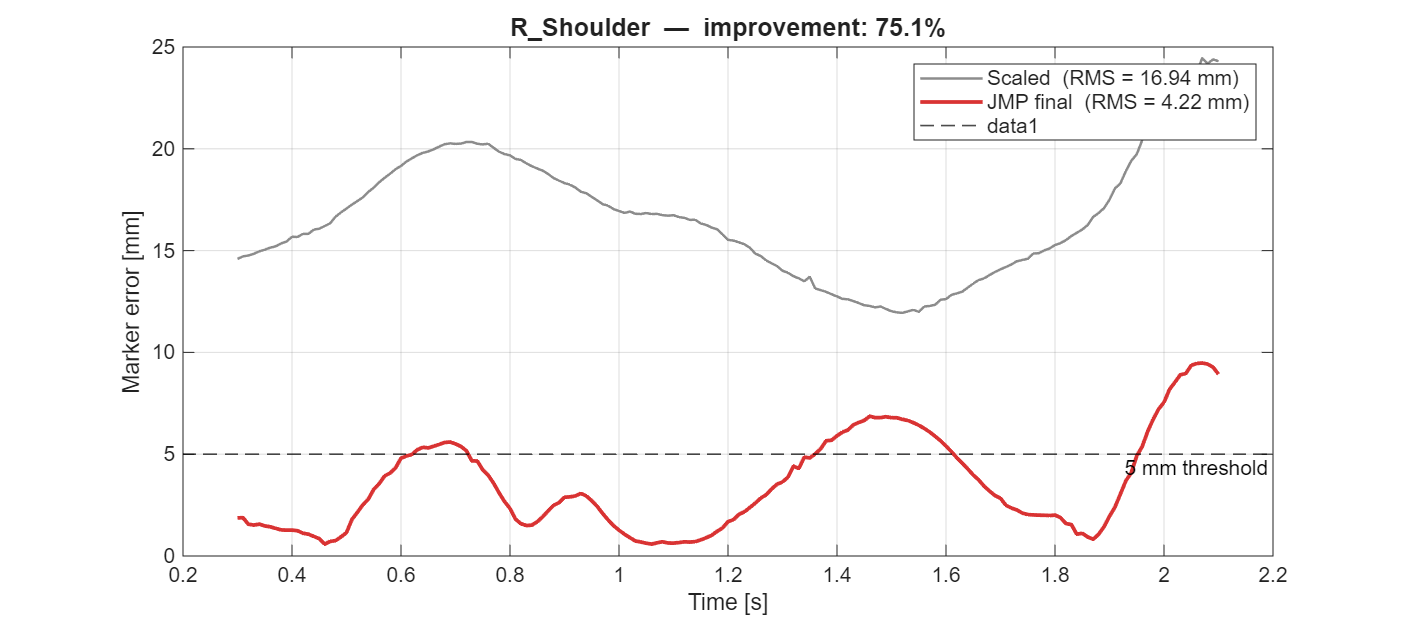 R_Shoulder — improvement: 75.1%
Scaled (RMS = 16.94 mm)
JMP final (RMS = 4.22 mm)
data1
Marker error [mm]
25
20
15
10
5
0
5 mm threshold
0.2 0.4 0.6 0.8 1 1.2 1.4 1.6 1.8 2 2.2
Time [s]